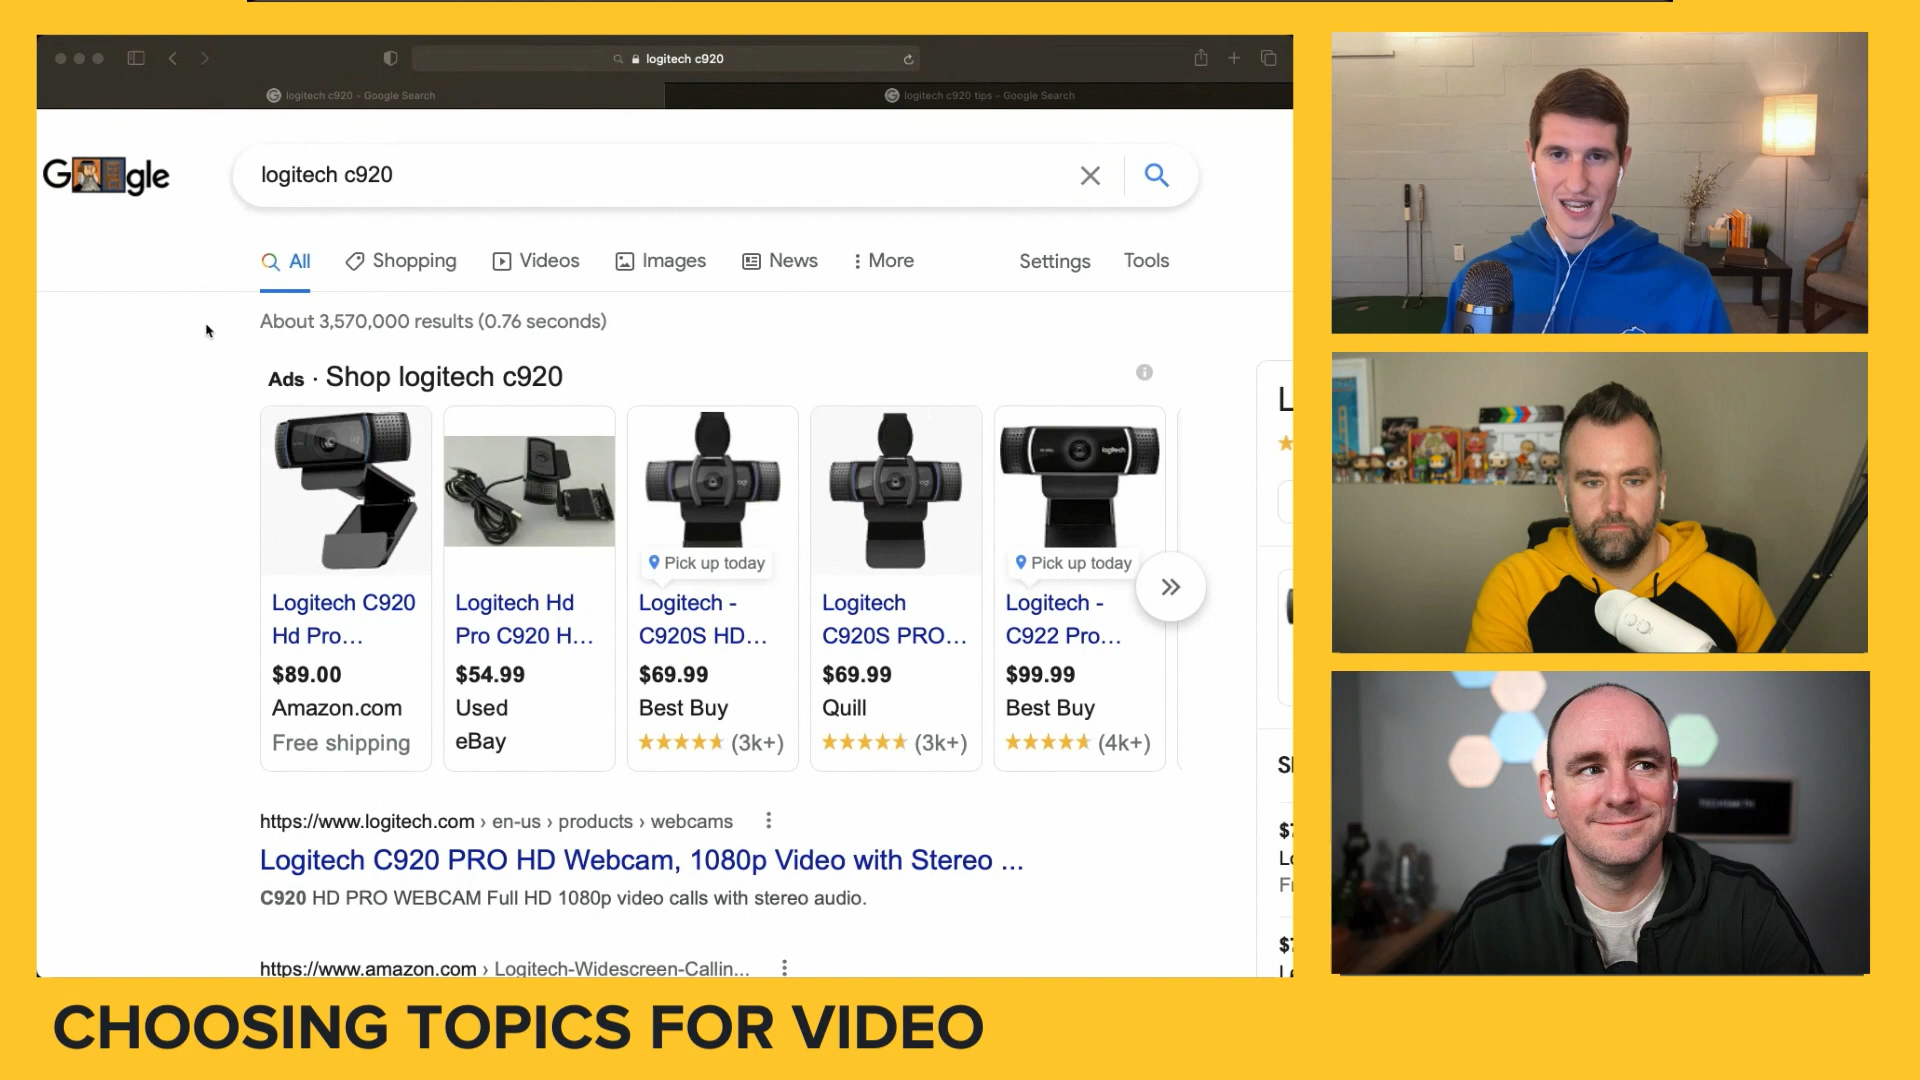 logitech c920
logitech c920 - Google Search
logitech c920 tips - Google Search
Google
logitech c920
All
Shopping
Videos
Images
News
More
Settings
Tools
About 3,570,000 results (0.76 seconds)
Ads · Shop logitech c920
Logitech C920
Hd Pro...
$89.00
Amazon.com
Free shipping
Logitech Hd
Pro C920 H...
$54.99
Used
eBay
Pick up today
Logitech -
C920S HD...
$69.99
Best Buy
(3k+)
Logitech
C920S PRO...
$69.99
Quill
(3k+)
logitech
Pick up today
Logitech -
C922 Pro...
$99.99
Best Buy
(4k+)
https://www.logitech.com › en-us › products › webcams
Logitech C920 PRO HD Webcam, 1080p Video with Stereo ...
C920 HD PRO WEBCAM Full HD 1080p video calls with stereo audio.
https://www.amazon.com › Logitech-Widescreen-Callin...
CHOOSING TOPICS FOR VIDEO